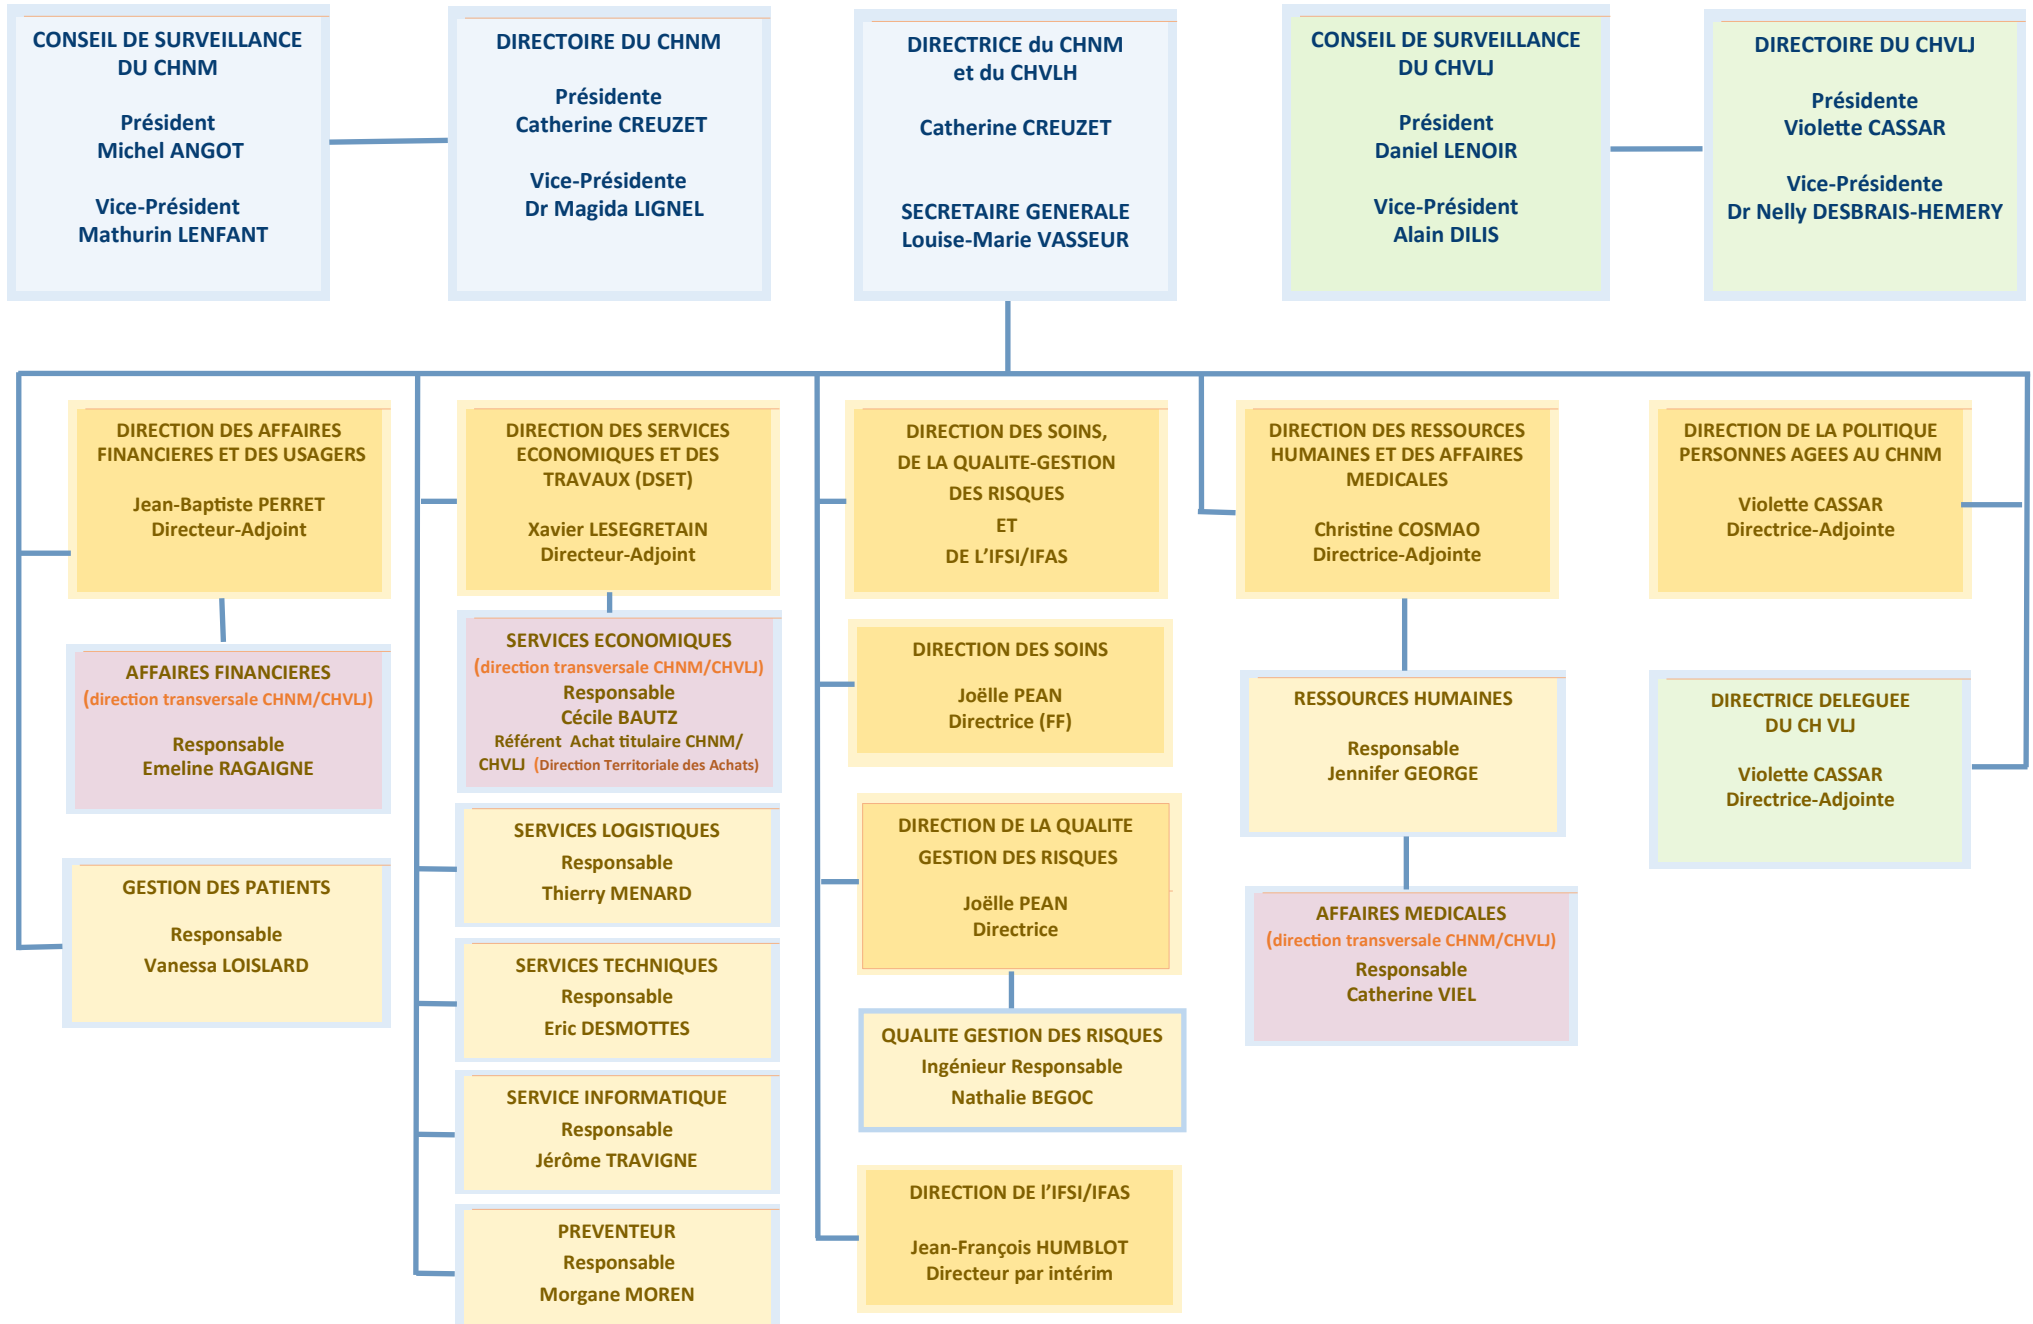 CONSEIL DE SURVEILLANCE
DU CHNM
Président
Michel ANGOT
Vice-Président
Mathurin LENFANT
DIRECTOIRE DU CHNM
Présidente
Catherine CREUZET
Vice-Présidente
Dr Magida LIGNEL
DIRECTRICE du CHNM
et du CHVLH
Catherine CREUZET
SECRETAIRE GENERALE
Louise-Marie VASSEUR
CONSEIL DE SURVEILLANCE
DU CHVLJ
Président
Daniel LENOIR
Vice-Président
Alain DILIS
DIRECTOIRE DU CHVLJ
Présidente
Violette CASSAR
Vice-Présidente
Dr Nelly DESBRAIS-HEMERY
DIRECTION DES AFFAIRES
FINANCIERES ET DES USAGERS
Jean-Baptiste PERRET
Directeur-Adjoint
AFFAIRES FINANCIERES
(direction transversale CHNM/CHVLJ)
Responsable
Emeline RAGAIGNE
GESTION DES PATIENTS
Responsable
Vanessa LOISLARD
DIRECTION DES SERVICES
ECONOMIQUES ET DES
TRAVAUX (DSET)
Xavier LESEGRETAIN
Directeur-Adjoint
SERVICES ECONOMIQUES
(direction transversale CHNM/CHVLJ)
Responsable
Cécile BAUTZ
Référent Achat titulaire CHNM/
CHVLJ (Direction Territoriale des Achats)
SERVICES LOGISTIQUES
Responsable
Thierry MENARD
SERVICES TECHNIQUES
Responsable
Eric DESMOTTES
SERVICE INFORMATIQUE
Responsable
Jérôme TRAVIGNE
PREVENTEUR
Responsable
Morgane MOREN
DIRECTION DES SOINS,
DE LA QUALITE-GESTION
DES RISQUES
ET
DE L'IFSI/IFAS
DIRECTION DES SOINS
Joëlle PEAN
Directrice (FF)
DIRECTION DE LA QUALITE
GESTION DES RISQUES
Joëlle PEAN
Directrice
QUALITE GESTION DES RISQUES
Ingénieur Responsable
Nathalie BEGOC
DIRECTION DE l'IFSI/IFAS
Jean-François HUMBLOT
Directeur par intérim
DIRECTION DES RESSOURCES
HUMAINES ET DES AFFAIRES
MEDICALES
Christine COSMAO
Directrice-Adjointe
RESSOURCES HUMAINES
Responsable
Jennifer GEORGE
AFFAIRES MEDICALES
(direction transversale CHNM/CHVLJ)
Responsable
Catherine VIEL
DIRECTION DE LA POLITIQUE
PERSONNES AGEES AU CHNM
Violette CASSAR
Directrice-Adjointe
DIRECTRICE DELEGUEE
DU CH VLJ
Violette CASSAR
Directrice-Adjointe